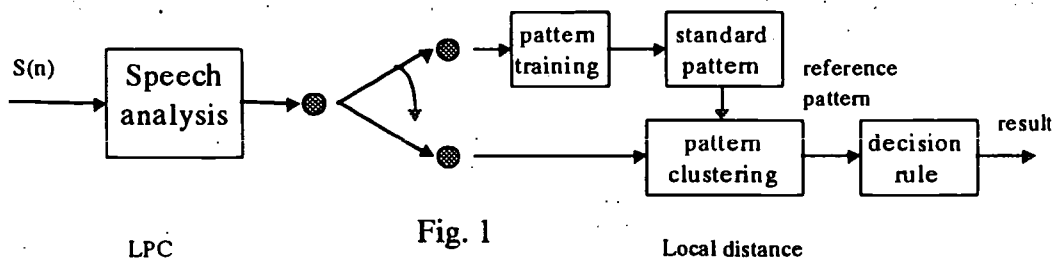 S(n)
Speech
analysis
pattern
training
standard
pattern
reference
pattern
pattern
clustering
decision
rule
result
Fig. 1
LPC
Local distance